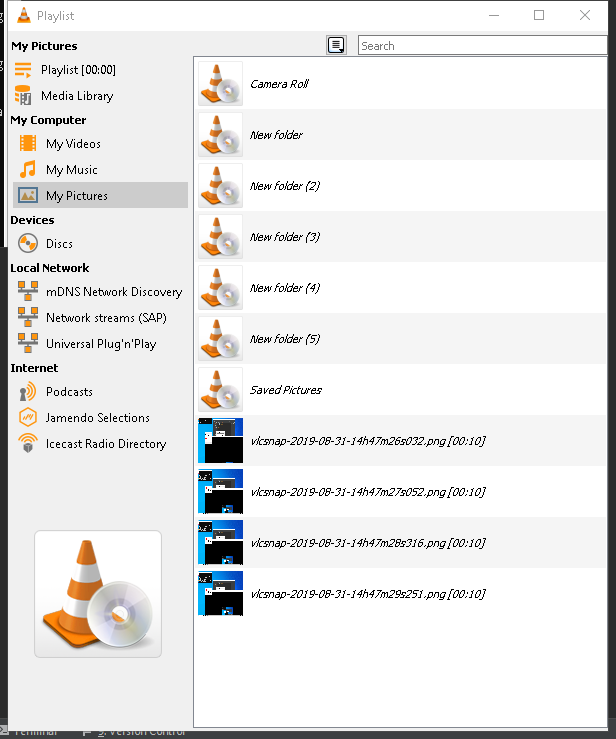 Playlist
My Pictures
Search
Playlist [00:00]
Media Library
My Computer
My Videos
My Music
My Pictures
Devices
Discs
Local Network
mDNS Network Discovery
Network streams (SAP)
Universal Plug'n'Play
Internet
Podcasts
Jamendo Selections
Icecast Radio Directory
Camera Roll
New folder
New folder (2)
New folder (3)
New folder (4)
New folder (5)
Saved Pictures
vlcsnap-2019-08-31-14h47m26s032.png [00:10]
vlcsnap-2019-08-31-14h47m27s052.png [00:10]
vlcsnap-2019-08-31-14h47m28s316.png [00:10]
vlcsnap-2019-08-31-14h47m29s251.png [00:10]
Terminal
9: Version Control